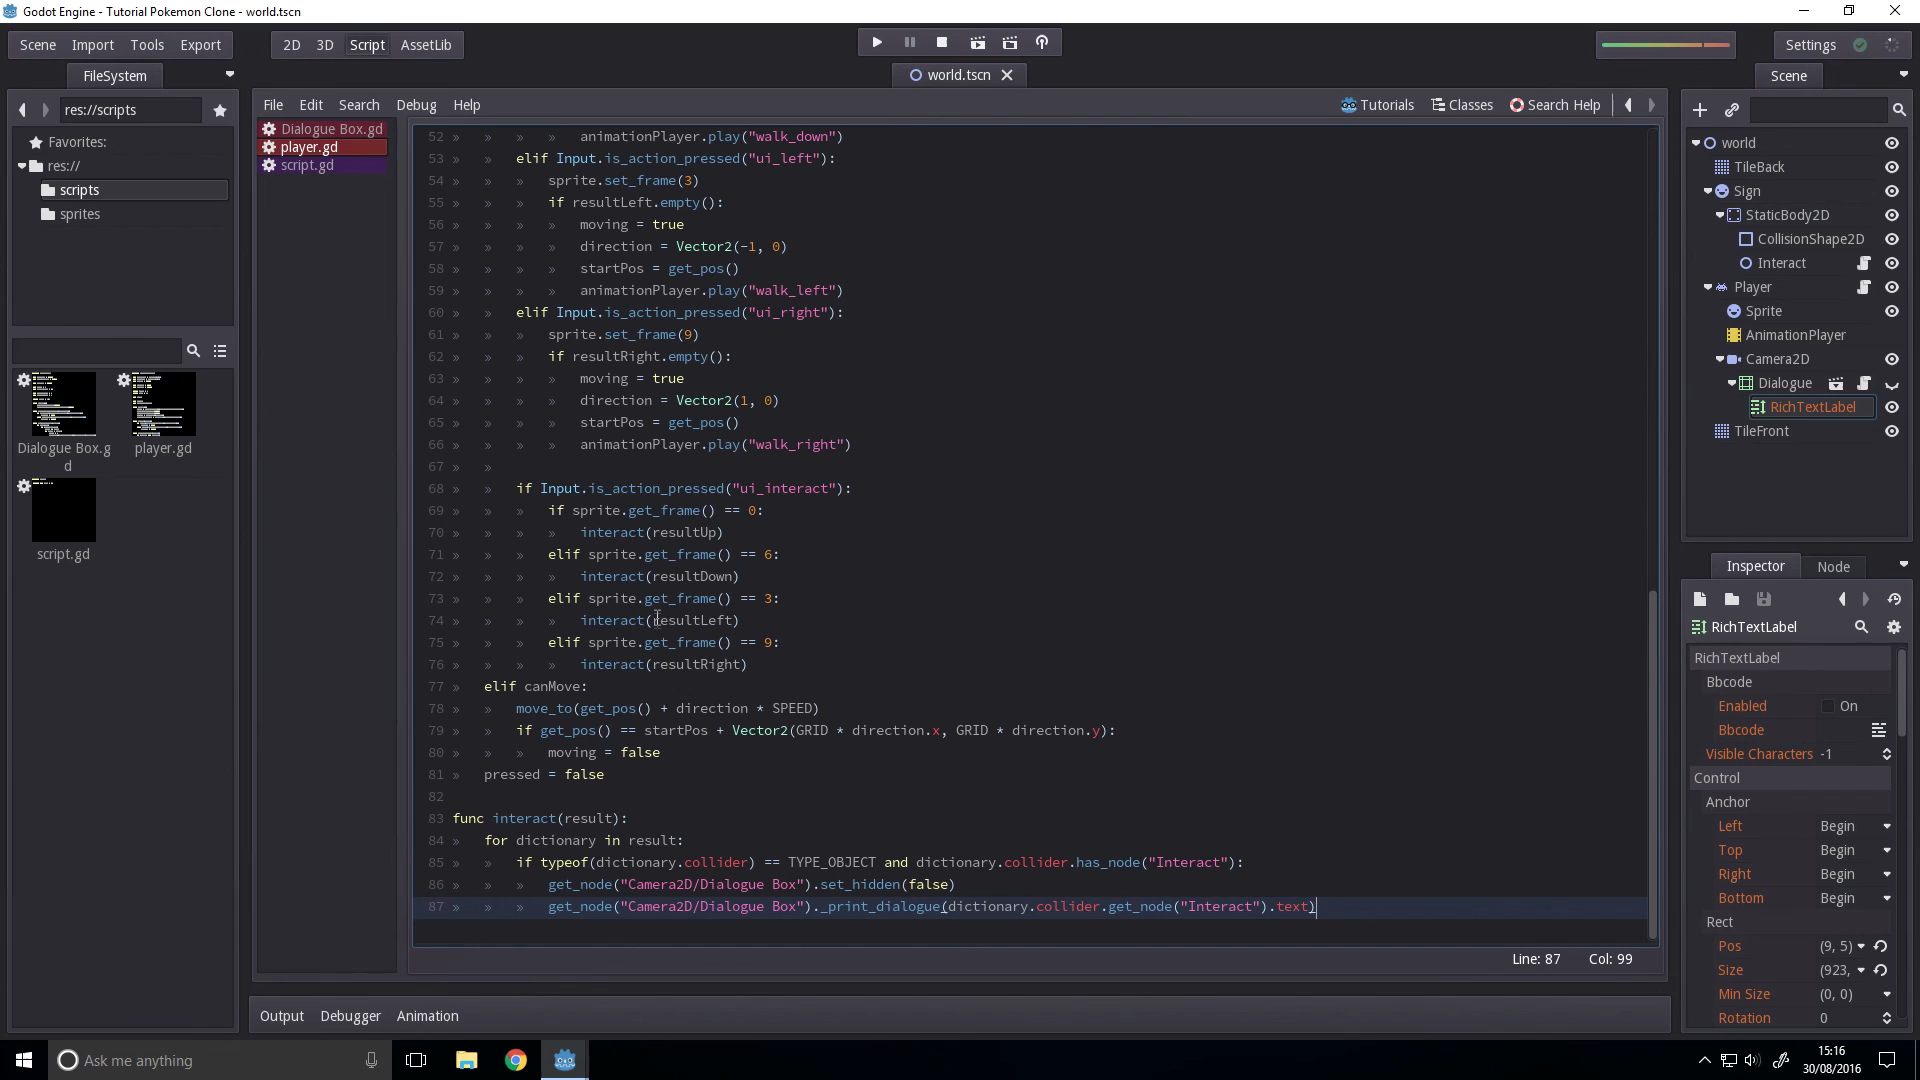 Godot Engine - Tutorial Pokemon Clone - world.tscn
Scene Import Tools Export 2D 3D Script AssetLib Settings
FileSystem world.tscn Scene
res://scripts File Edit Search Debug Help Tutorials Classes Search Help
Favorites:
res://
scripts
sprites
Dialogue Box.gd
player.gd
script.gd
Dialogue Box.g
d
player.gd
script.gd
52 animationPlayer.play("walk_down")
53 elif Input.is_action_pressed("ui_left"):
54 sprite.set_frame(3)
55 if resultLeft.empty():
56 moving = true
57 direction = Vector2(-1, 0)
58 startPos = get_pos()
59 animationPlayer.play("walk_left")
60 elif Input.is_action_pressed("ui_right"):
61 sprite.set_frame(9)
62 if resultRight.empty():
63 moving = true
64 direction = Vector2(1, 0)
65 startPos = get_pos()
66 animationPlayer.play("walk_right")
67
68 if Input.is_action_pressed("ui_interact"):
69 if sprite.get_frame() == 0:
70 interact(resultUp)
71 elif sprite.get_frame() == 6:
72 interact(resultDown)
73 elif sprite.get_frame() == 3:
74 interact(resultLeft)
75 elif sprite.get_frame() == 9:
76 interact(resultRight)
77 elif canMove:
78 move_to(get_pos() + direction * SPEED)
79 if get_pos() == startPos + Vector2(GRID * direction.x, GRID * direction.y):
80 moving = false
81 pressed = false
82
83 func interact(result):
84 for dictionary in result:
85 if typeof(dictionary.collider) == TYPE_OBJECT and dictionary.collider.has_node("Interact"):
86 get_node("Camera2D/Dialogue Box").set_hidden(false)
87 get_node("Camera2D/Dialogue Box")._print_dialogue(dictionary.collider.get_node("Interact").text)
Line: 87 Col: 99
Output Debugger Animation
world
TileBack
Sign
StaticBody2D
CollisionShape2D
Interact
Player
Sprite
AnimationPlayer
Camera2D
Dialogue
RichTextLabel
TileFront
Inspector Node
RichTextLabel
RichTextLabel
Bbcode
Enabled On
Bbcode
Visible Characters -1
Control
Anchor
Left Begin
Top Begin
Right Begin
Bottom Begin
Rect
Pos (9, 5)
Size (923,
Min Size (0, 0)
Rotation 0
Ask me anything
15:16
30/08/2016